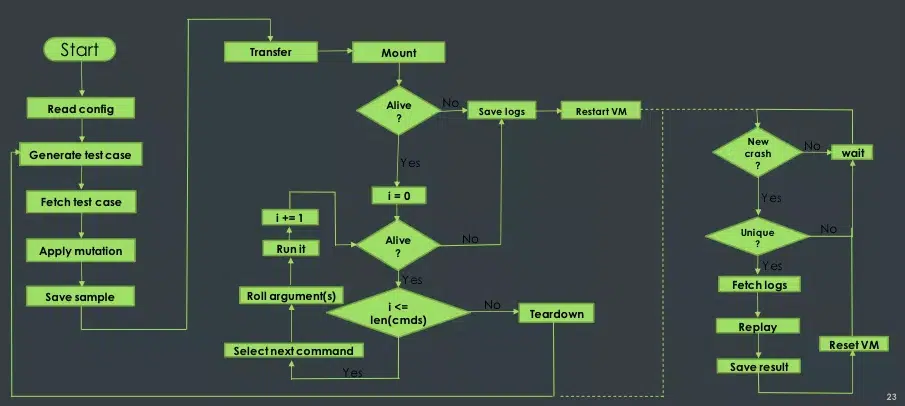 Start
Read config
Generate test case
Fetch test case
Apply mutation
Save sample
Transfer
Mount
Alive
?
No
Save logs
Restart VM
Yes
i = 0
Alive
?
No
Yes
i <=
len(cmds)
No
Teardown
Yes
Select next command
Roll argument(s)
Run it
i += 1
New
crash
?
No
wait
Yes
Unique
?
No
Yes
Fetch logs
Replay
Save result
Reset VM
23